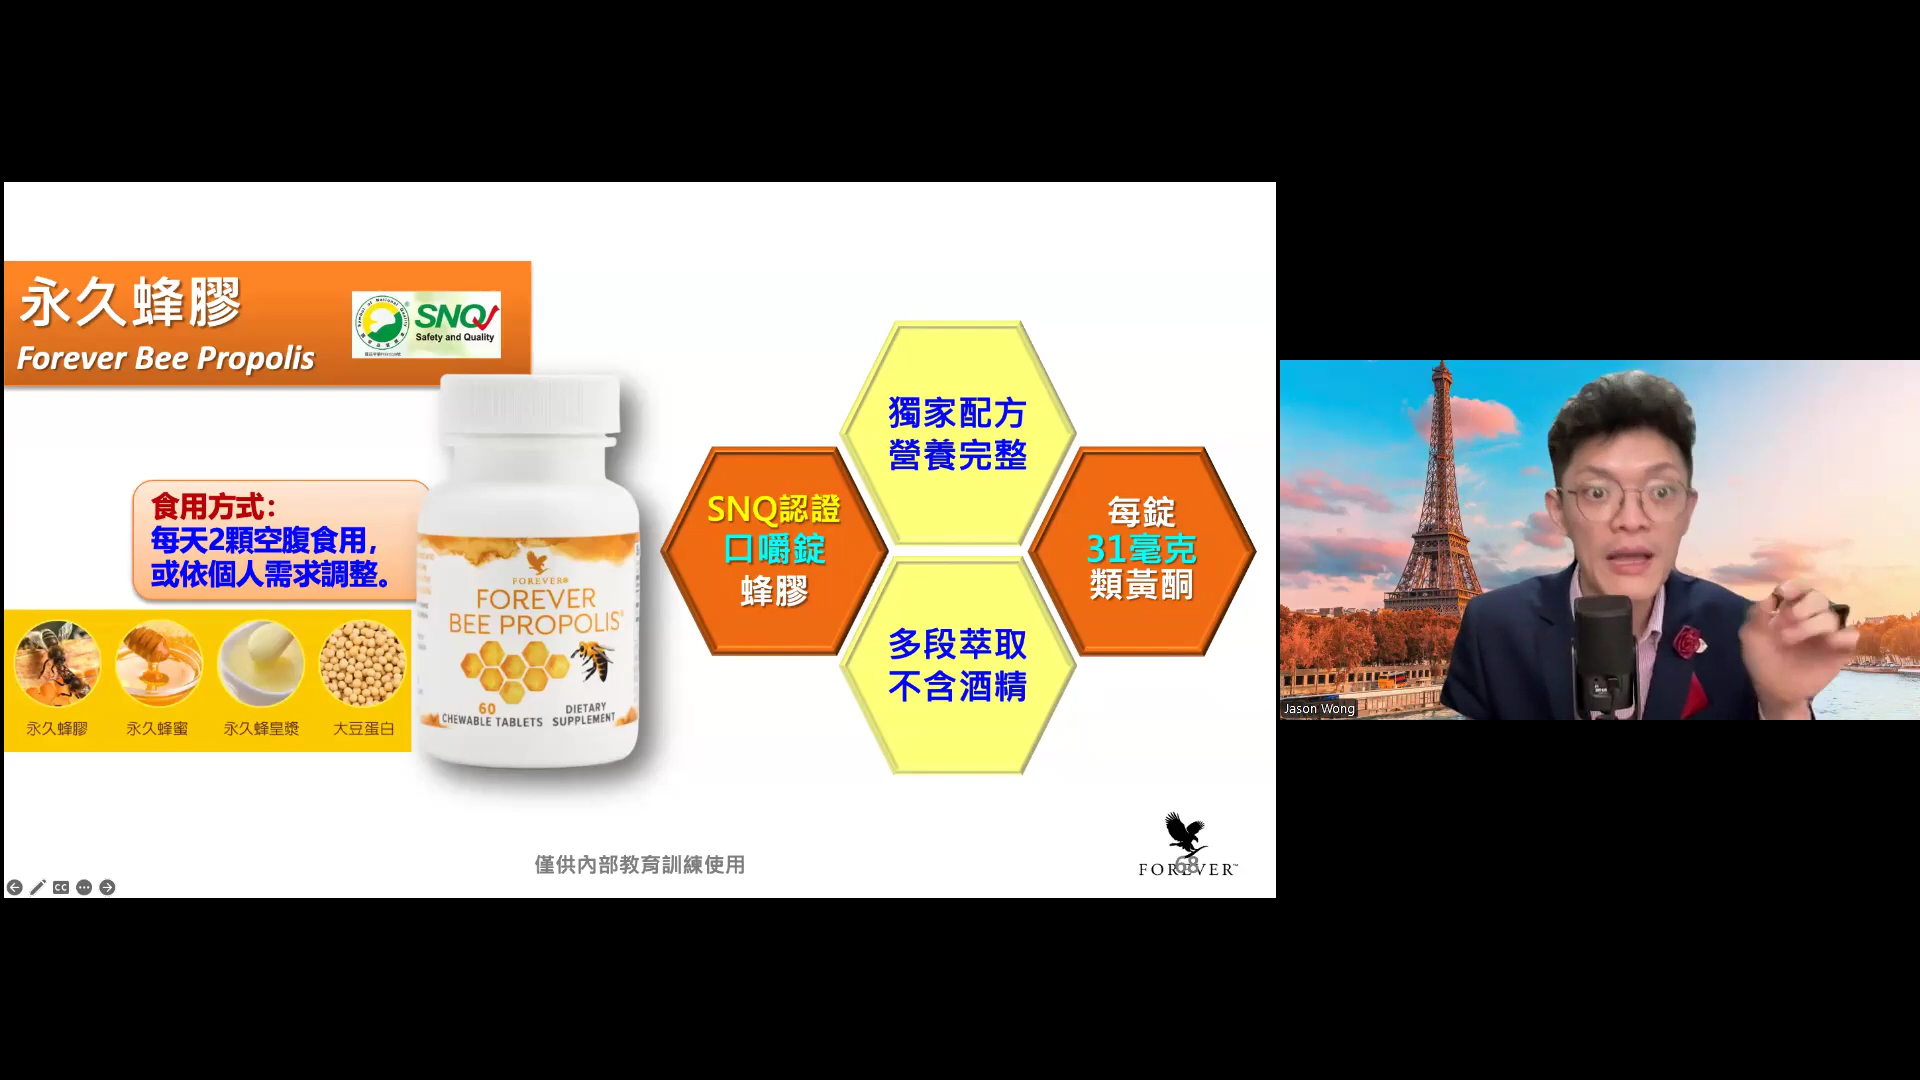 永久蜂膠
Forever Bee Propolis
SNQ
Safety and Quality
食用方式：
每天2顆空腹食用，
或依個人需求調整。
永久蜂膠
永久蜂蜜
永久蜂皇漿
大豆蛋白
FOREVER
FOREVER
BEE PROPOLIS
60
CHEWABLE TABLETS
DIETARY
SUPPLEMENT
SNQ認證
口嚼錠
蜂膠
獨家配方
營養完整
多段萃取
不含酒精
每錠
31毫克
類黃酮
僅供內部教育訓練使用
68
FOREVER™
CC
Jason Wong